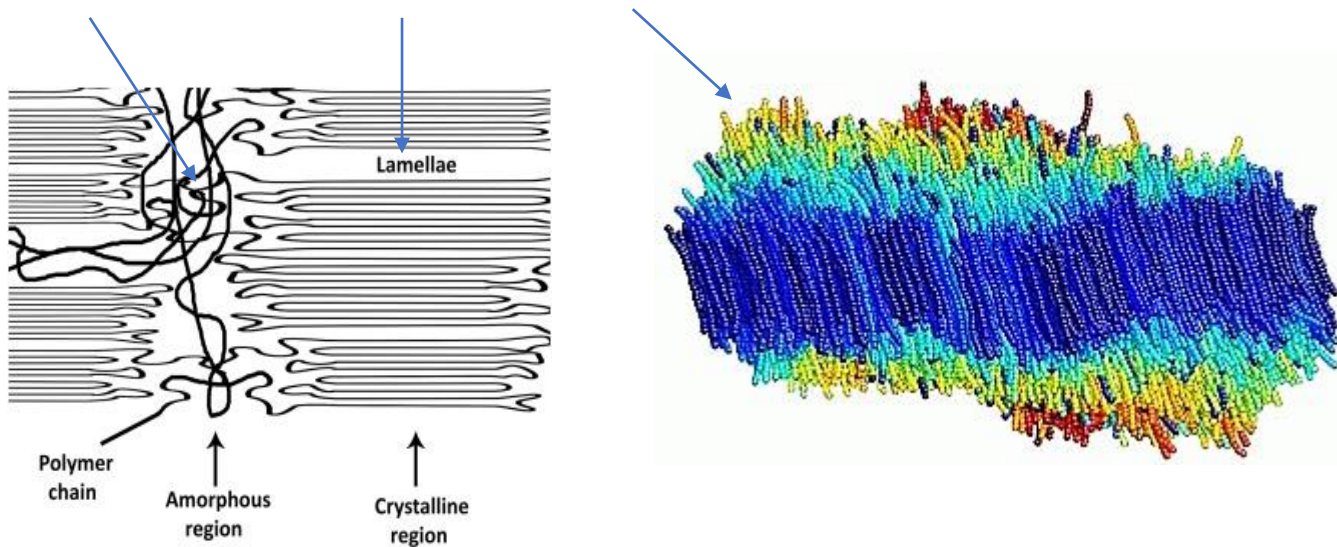 Lamellae
Polymer
chain
Amorphous
region
Crystalline
region